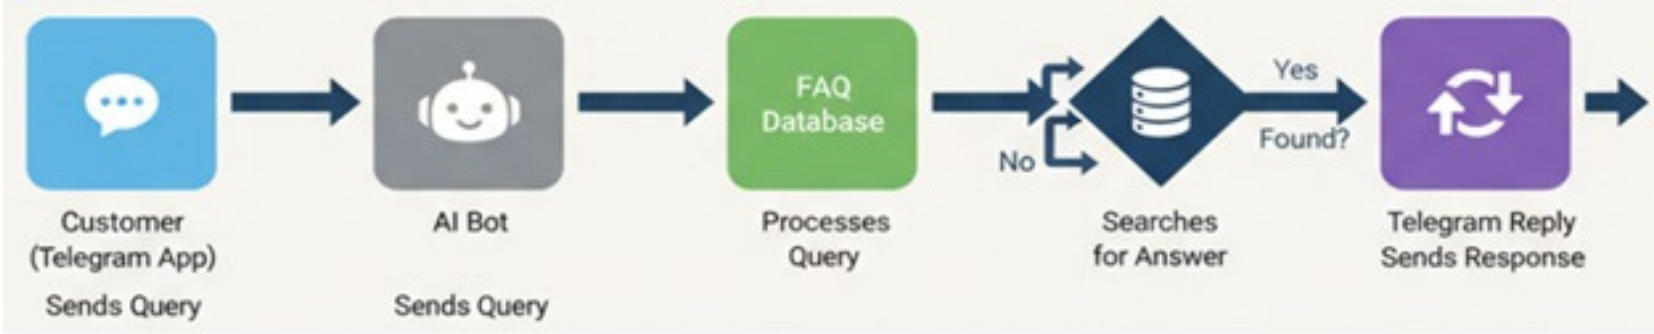 FAQ
Database
Yes
Found?
No
Customer
(Telegram App)
Sends Query
AI Bot
Sends Query
Processes
Query
Searches
for Answer
Telegram Reply
Sends Response